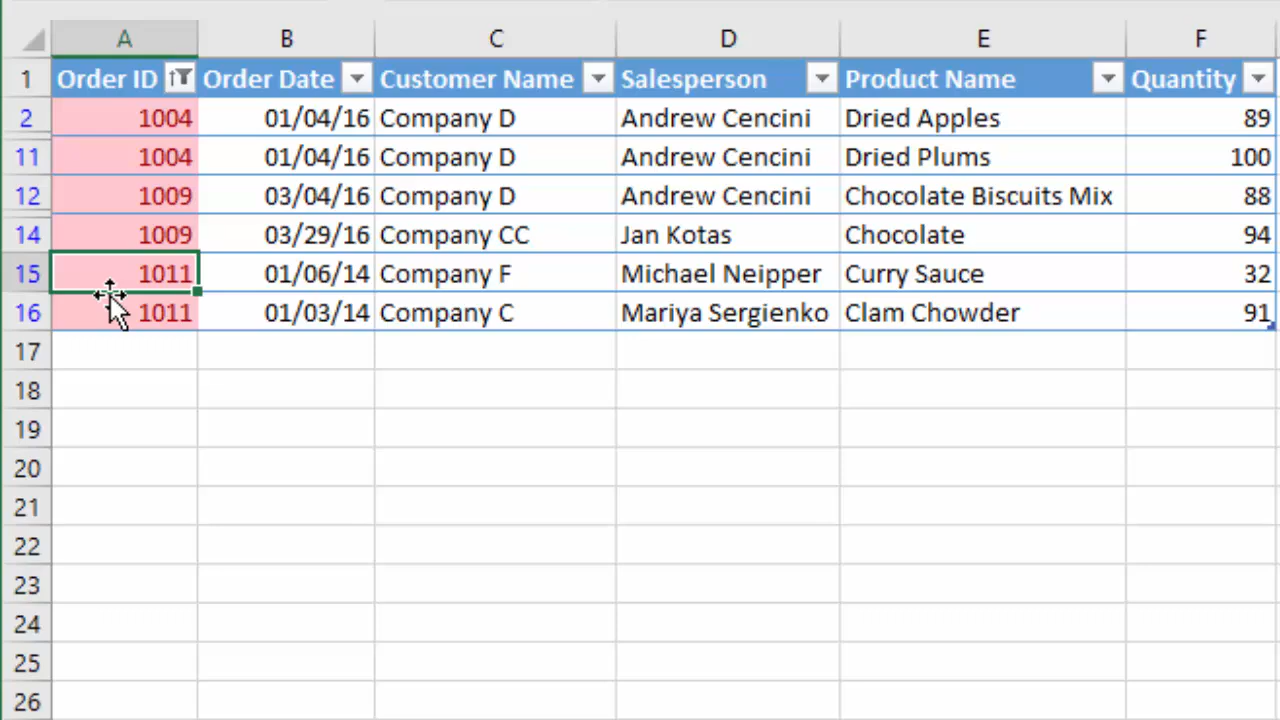 A B C D E F
1 Order ID Order Date Customer Name Salesperson Product Name Quantity
2 1004 01/04/16 Company D Andrew Cencini Dried Apples 89
11 1004 01/04/16 Company D Andrew Cencini Dried Plums 100
12 1009 03/04/16 Company D Andrew Cencini Chocolate Biscuits Mix 88
14 1009 03/29/16 Company CC Jan Kotas Chocolate 94
15 1011 01/06/14 Company F Michael Neipper Curry Sauce 32
16 1011 01/03/14 Company C Mariya Sergienko Clam Chowder 91
17
18
19
20
21
22
23
24
25
26